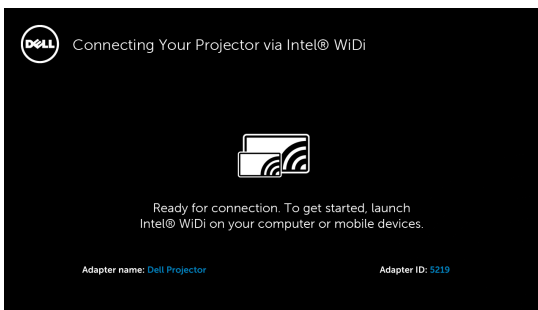 DELL
Connecting Your Projector via Intel® WiDi
Ready for connection. To get started, launch
Intel® WiDi on your computer or mobile devices.
Adapter name: Dell Projector
Adapter ID: 5219